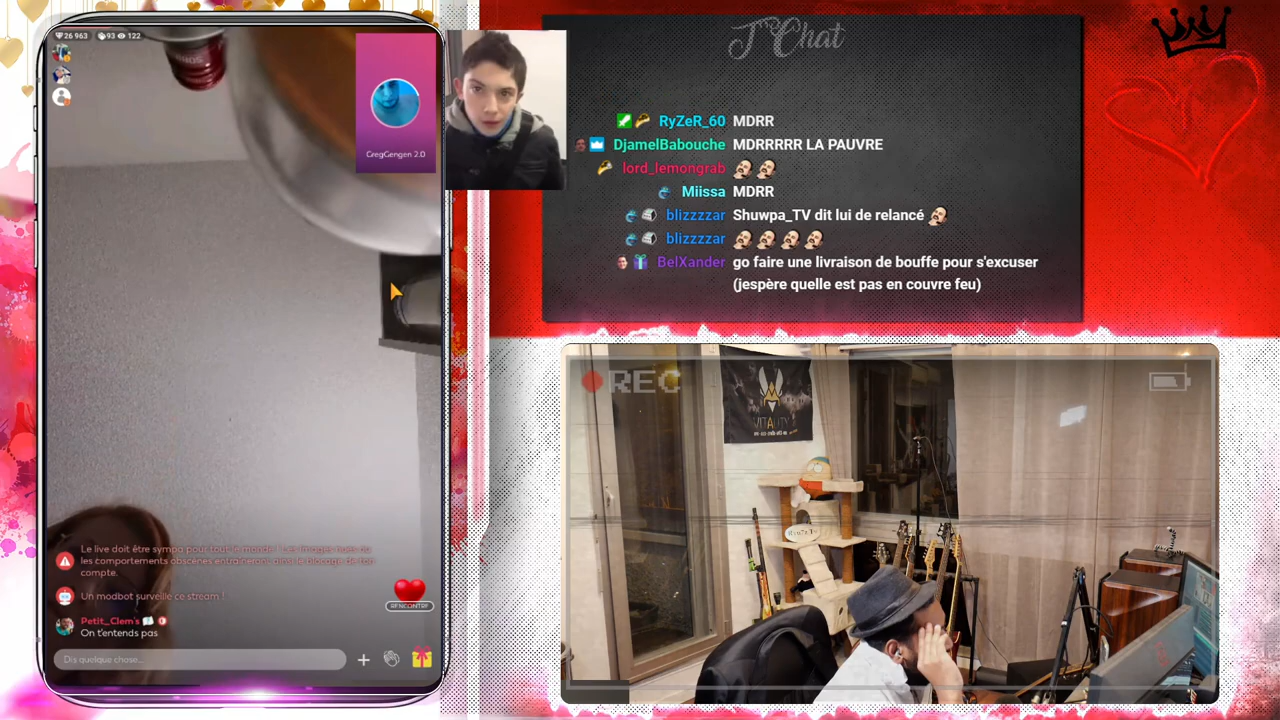 26 963 93 122
GregGengen 2.0
Le live doit être sympa pour tout le monde ! Les images nues ou
les comportements obscènes entraineront ainsi le blocage de ton
compte.
Un modbot surveille ce stream !
RENCONTRE
Petit_Clem's
On t'entends pas
Dis quelque chose...
T'Chat
RyZeR_60 MDRR
DjamelBabouche MDRRRRR LA PAUVRE
lord_lemongrab
Miissa MDRR
blizzzzar Shuwpa_TV dit lui de relancé
blizzzzar
BelXander go faire une livraison de bouffe pour s'excuser
(jespère quelle est pas en couvre feu)
REC
VITALITY